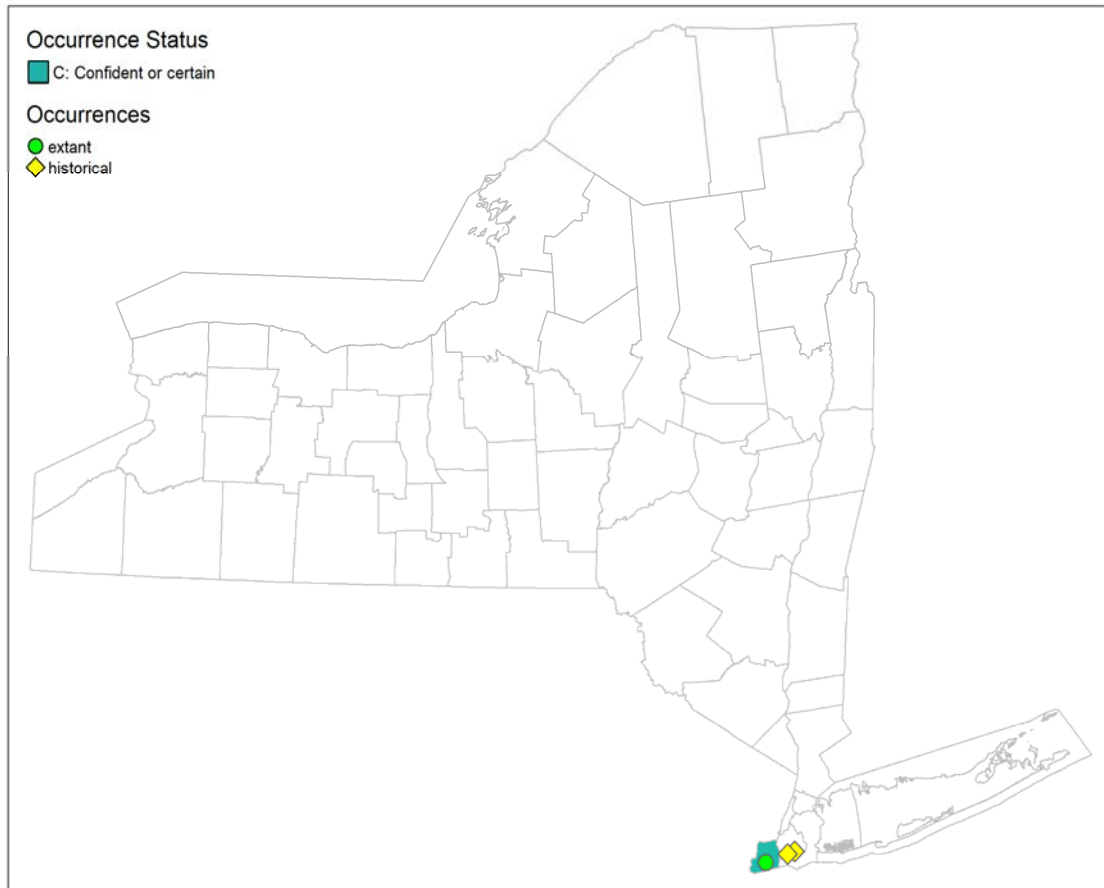 Occurrence Status
C: Confident or certain
Occurrences
extant
historical